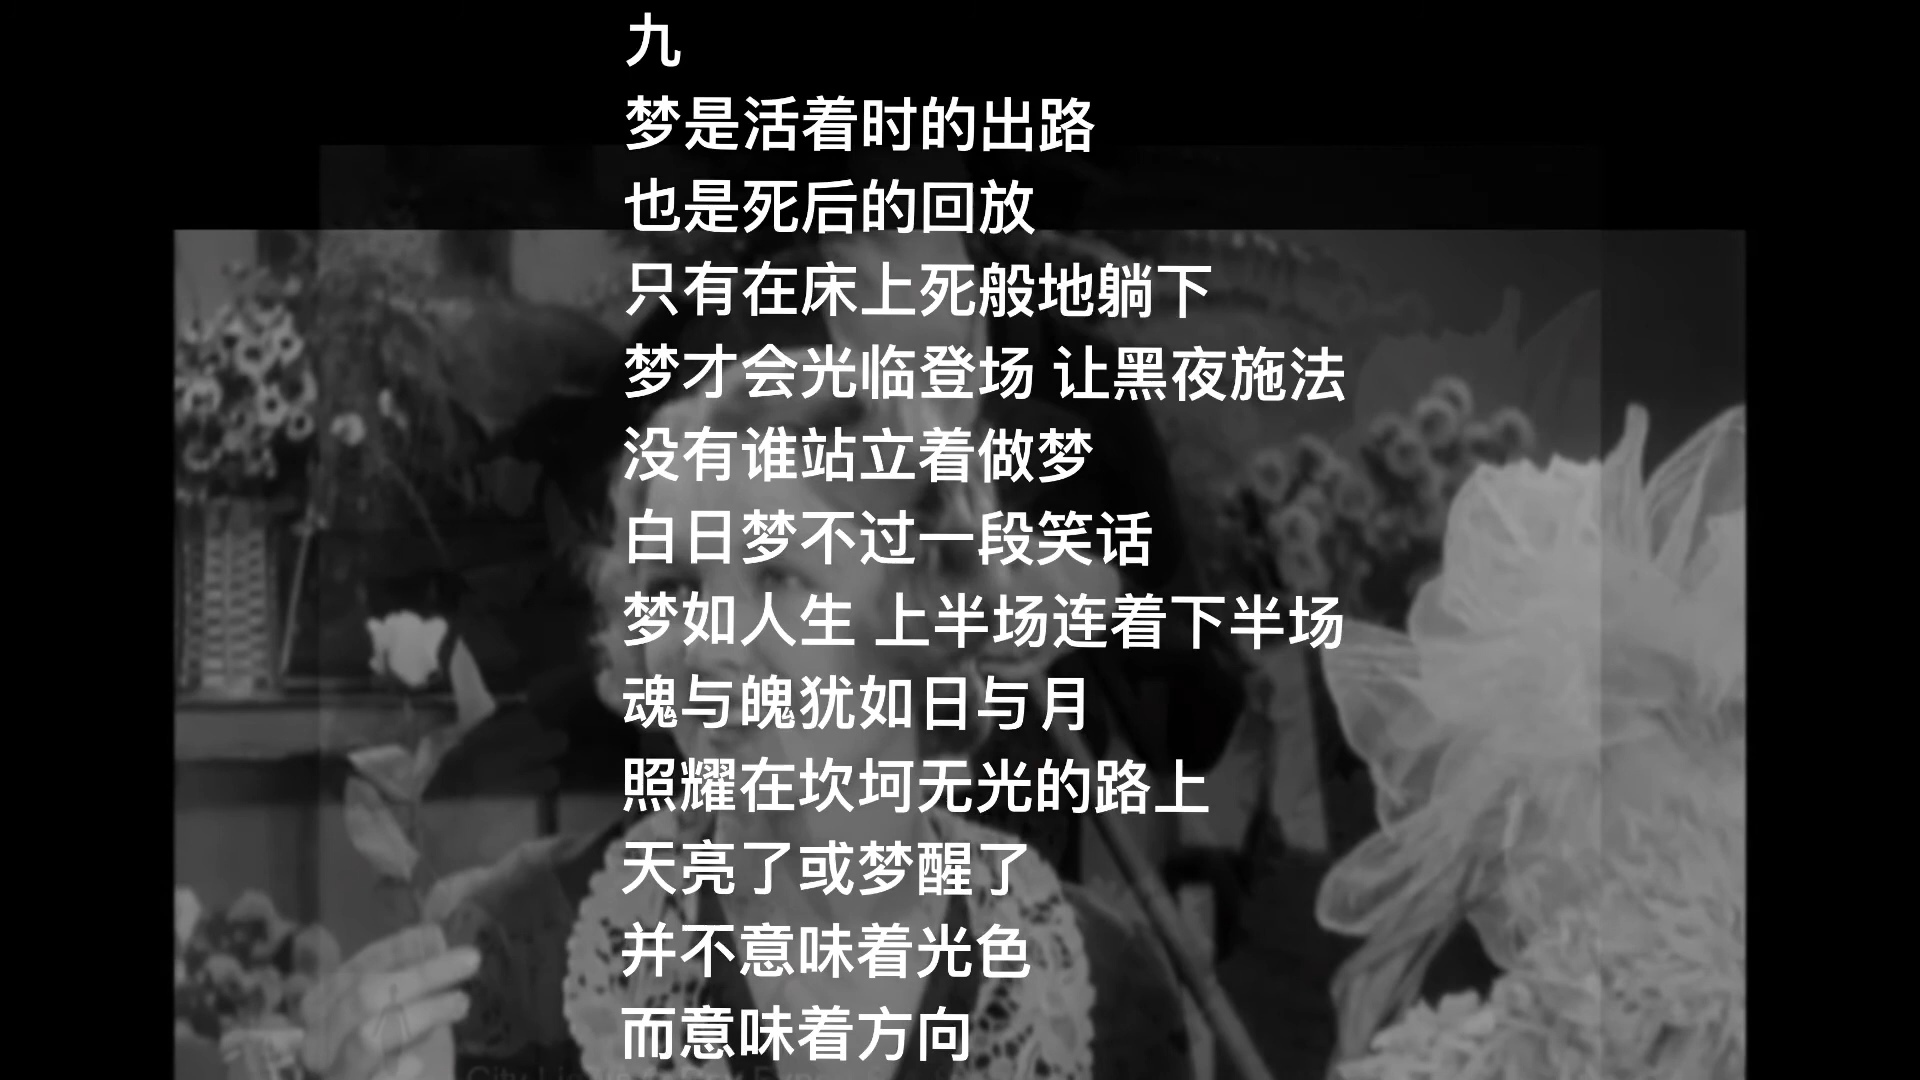 九
梦是活着时的出路
也是死后的回放
只有在床上死般地躺下
梦才会光临登场 让黑夜施法
没有谁站立着做梦
白日梦不过一段笑话
梦如人生 上半场连着下半场
魂与魄犹如日与月
照耀在坎坷无光的路上
天亮了或梦醒了
并不意味着光色
而意味着方向